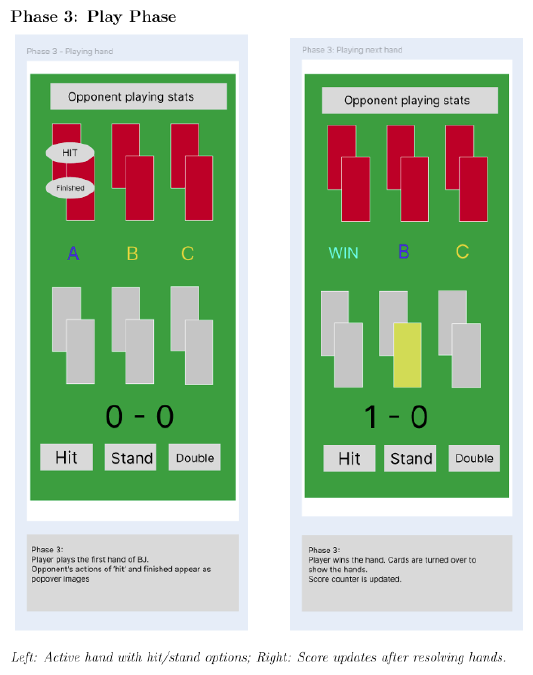 Phase 3: Play Phase
Phase 3 - Playing hand
Opponent playing stats
HIT
Finished
A B C
0 - 0
Hit Stand Double
Phase 3:
Player plays the first hand of BJ.
Opponent's actions of 'hit' and finished appear as
popover images
Phase 3: Playing next hand
Opponent playing stats
WIN B C
1 - 0
Hit Stand Double
Phase 3:
Player wins the hand. Cards are turned over to
show the hands.
Score counter is updated.
Left: Active hand with hit/stand options; Right: Score updates after resolving hands.